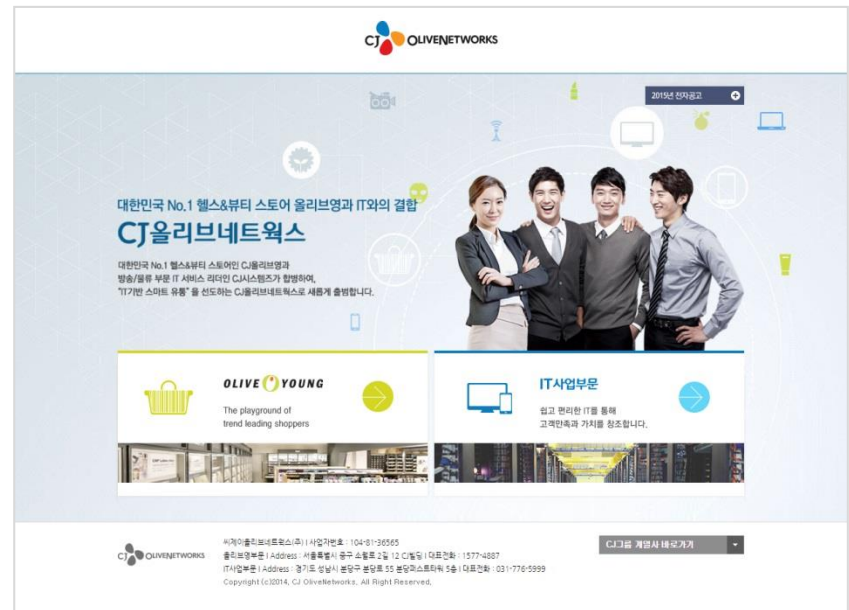 CJ OLIVENETWORKS
2015년 전자공고
대한민국 No.1 헬스&뷰티 스토어 올리브영과 IT와의 결합
CJ올리브네트웍스
대한민국 No.1 헬스&뷰티 스토어인 CJ올리브영과
방송/물류 부문 IT 서비스 리더인 CJ시스템즈가 합병하여,
"IT기반 스마트 유통" 을 선도하는 CJ올리브네트웍스로 새롭게 출범합니다.
OLIVE YOUNG
The playground of
trend leading shoppers
IT사업부문
쉽고 편리한 IT를 통해
고객만족과 가치를 창조합니다.
CJ OLIVENETWORKS
씨제이올리브네트웍스(주) I 사업자번호 : 104-81-36565
올리브영부문 I Address : 서울특별시 중구 소월로 2길 12 CJ빌딩 I 대표전화 : 1577-4887
IT사업부문 I Address : 경기도 성남시 분당구 분당로 55 분당퍼스트타워 5층 I 대표전화 : 031-776-5999
Copyright (c)2014, CJ OliveNetworks, All Right Reserved.
CJ그룹 계열사 바로가기